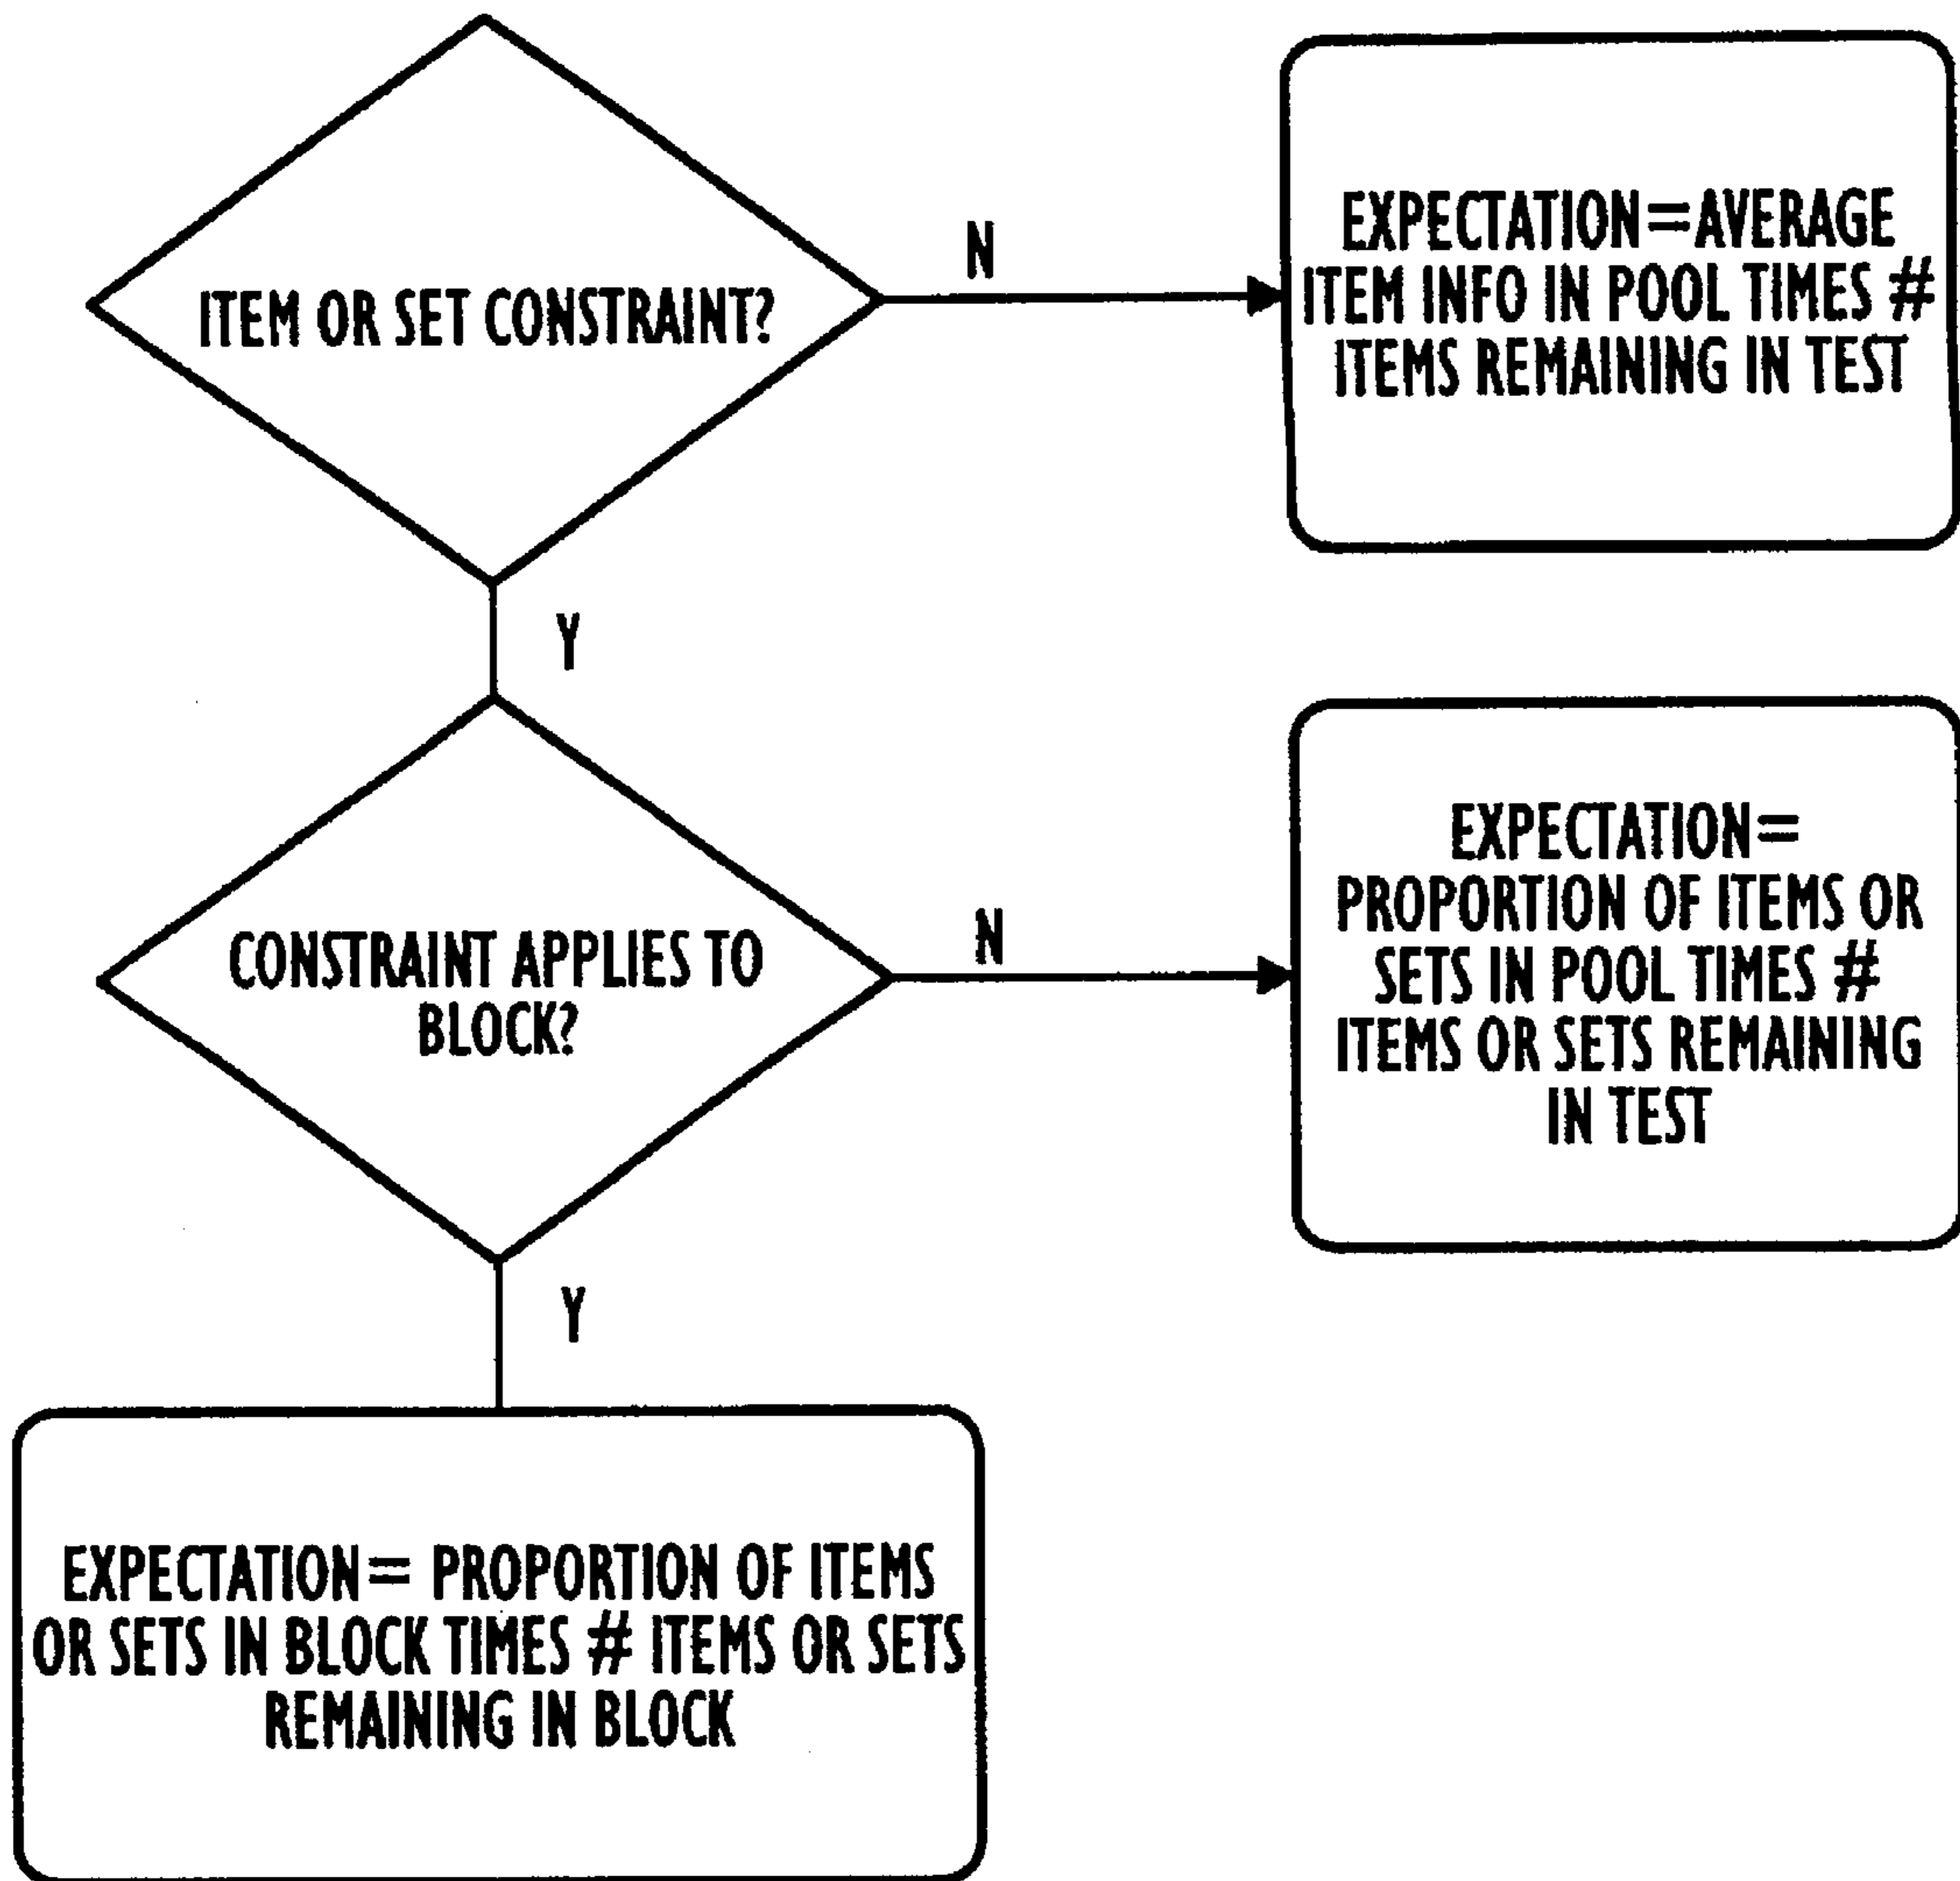 ITEM OR SET CONSTRAINT?
N
EXPECTATION=AVERAGE
ITEM INFO IN POOL TIMES #
ITEMS REMAINING IN TEST
Y
CONSTRAINT APPLIES TO
BLOCK?
N
EXPECTATION=
PROPORTION OF ITEMS OR
SETS IN POOL TIMES #
ITEMS OR SETS REMAINING
IN TEST
Y
EXPECTATION= PROPORTION OF ITEMS
OR SETS IN BLOCK TIMES # ITEMS OR SETS
REMAINING IN BLOCK